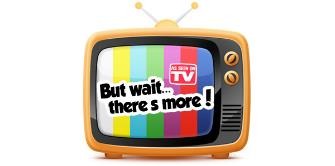 AS SEEN ON
TV
But wait...
there's more!